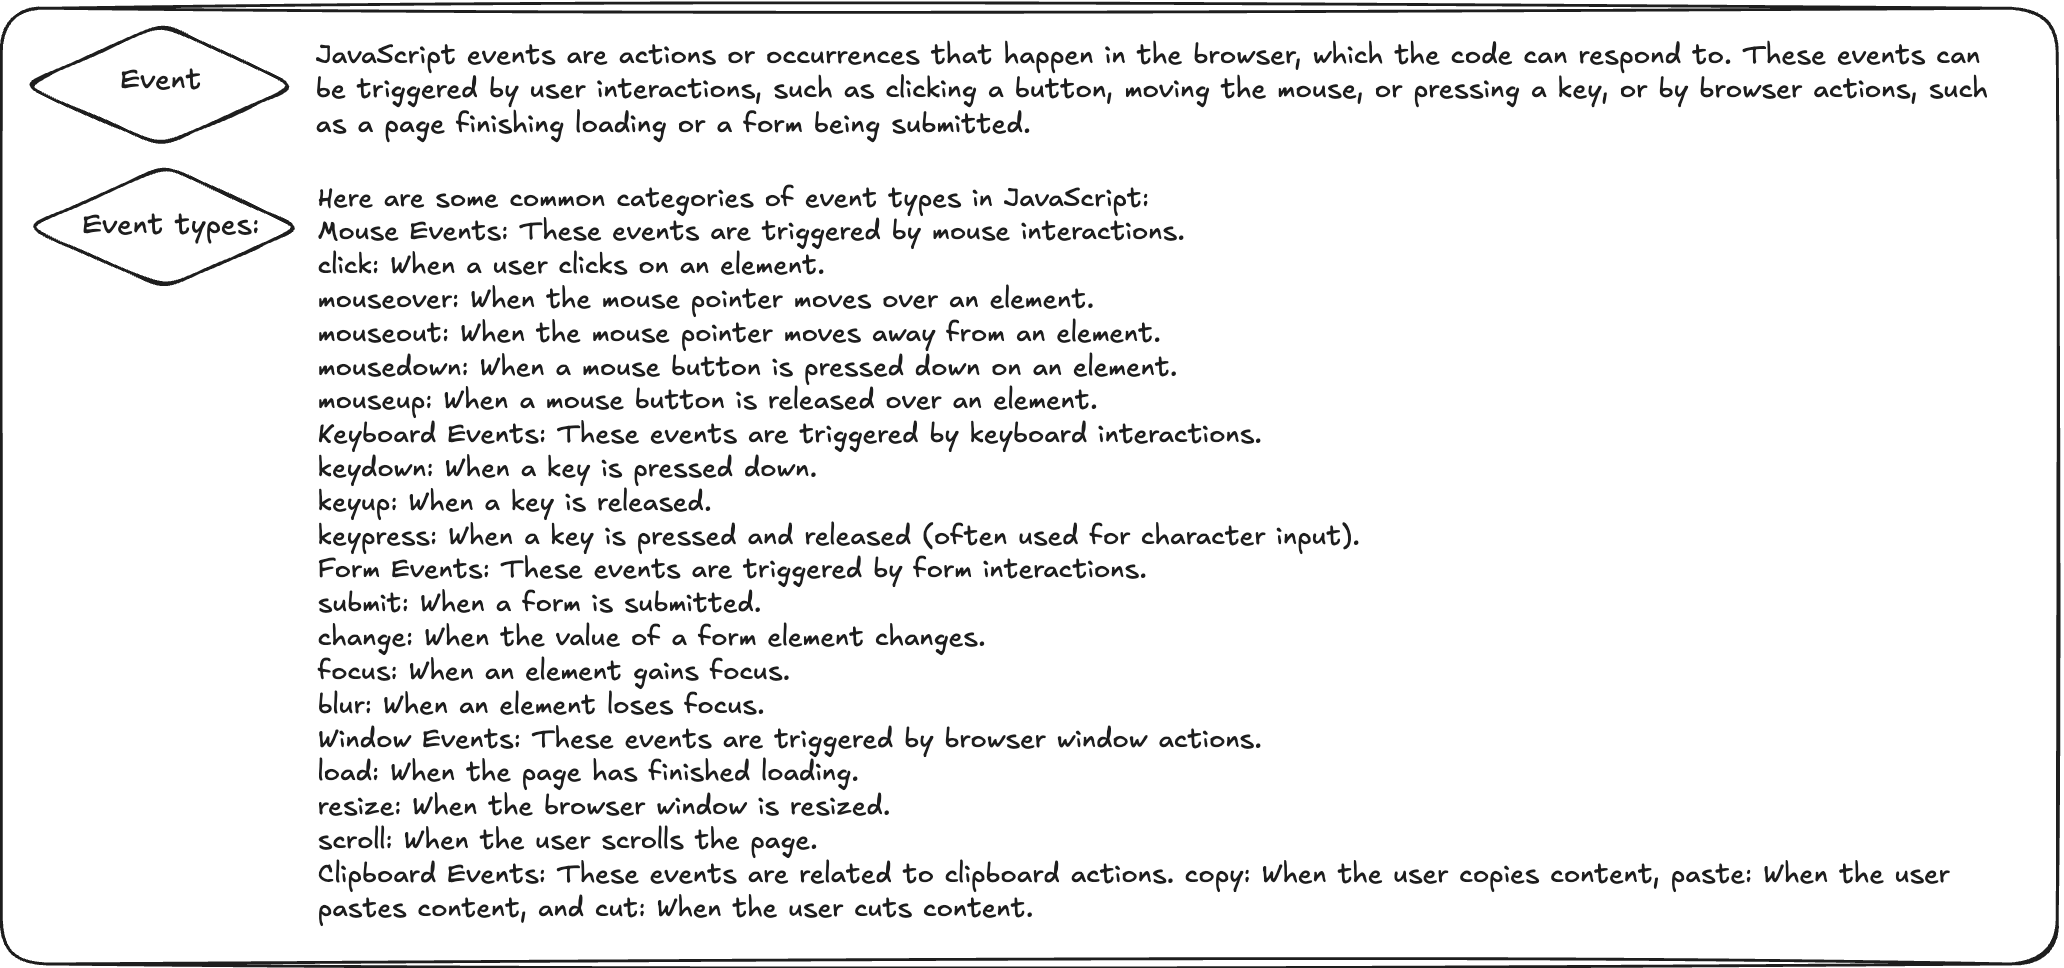 Event
JavaScript events are actions or occurrences that happen in the browser, which the code can respond to. These events can
be triggered by user interactions, such as clicking a button, moving the mouse, or pressing a key, or by browser actions, such
as a page finishing loading or a form being submitted.
Event types:
Here are some common categories of event types in JavaScript:
Mouse Events: These events are triggered by mouse interactions.
click: When a user clicks on an element.
mouseover: When the mouse pointer moves over an element.
mouseout: When the mouse pointer moves away from an element.
mousedown: When a mouse button is pressed down on an element.
mouseup: When a mouse button is released over an element.
Keyboard Events: These events are triggered by keyboard interactions.
keydown: When a key is pressed down.
keyup: When a key is released.
keypress: When a key is pressed and released (often used for character input).
Form Events: These events are triggered by form interactions.
submit: When a form is submitted.
change: When the value of a form element changes.
focus: When an element gains focus.
blur: When an element loses focus.
Window Events: These events are triggered by browser window actions.
load: When the page has finished loading.
resize: When the browser window is resized.
scroll: When the user scrolls the page.
Clipboard Events: These events are related to clipboard actions. copy: When the user copies content, paste: When the user
pastes content, and cut: When the user cuts content.